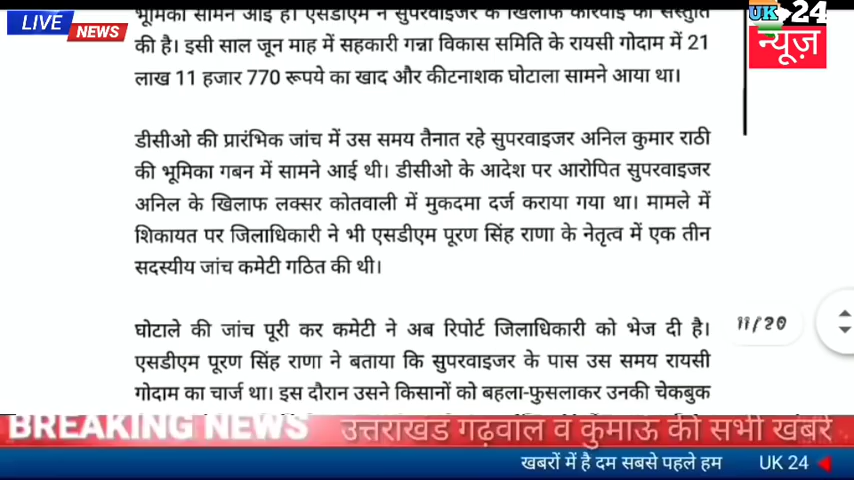 LIVE NEWS
UK 24
न्यूज़
भूमिका सामने आई है। एसडीएम ने सुपरवाइजर के खिलाफ कार्रवाई की संस्तुति
की है। इसी साल जून माह में सहकारी गन्ना विकास समिति के रायसी गोदाम में 21
लाख 11 हजार 770 रूपये का खाद और कीटनाशक घोटाला सामने आया था।
डीसीओ की प्रारंभिक जांच में उस समय तैनात रहे सुपरवाइजर अनिल कुमार राठी
की भूमिका गबन में सामने आई थी। डीसीओ के आदेश पर आरोपित सुपरवाइजर
अनिल के खिलाफ लक्सर कोतवाली में मुकदमा दर्ज कराया गया था। मामले में
शिकायत पर जिलाधिकारी ने भी एसडीएम पूरण सिंह राणा के नेतृत्व में एक तीन
सदस्यीय जांच कमेटी गठित की थी।
घोटाले की जांच पूरी कर कमेटी ने अब रिपोर्ट जिलाधिकारी को भेज दी है।
एसडीएम पूरण सिंह राणा ने बताया कि सुपरवाइजर के पास उस समय रायसी
गोदाम का चार्ज था। इस दौरान उसने किसानों को बहला-फुसलाकर उनकी चेकबुक
11/20
BREAKING NEWS उत्तराखंड गढ़वाल व कुमाऊ की सभी खबरें
खबरों में है दम सबसे पहले हम UK 24